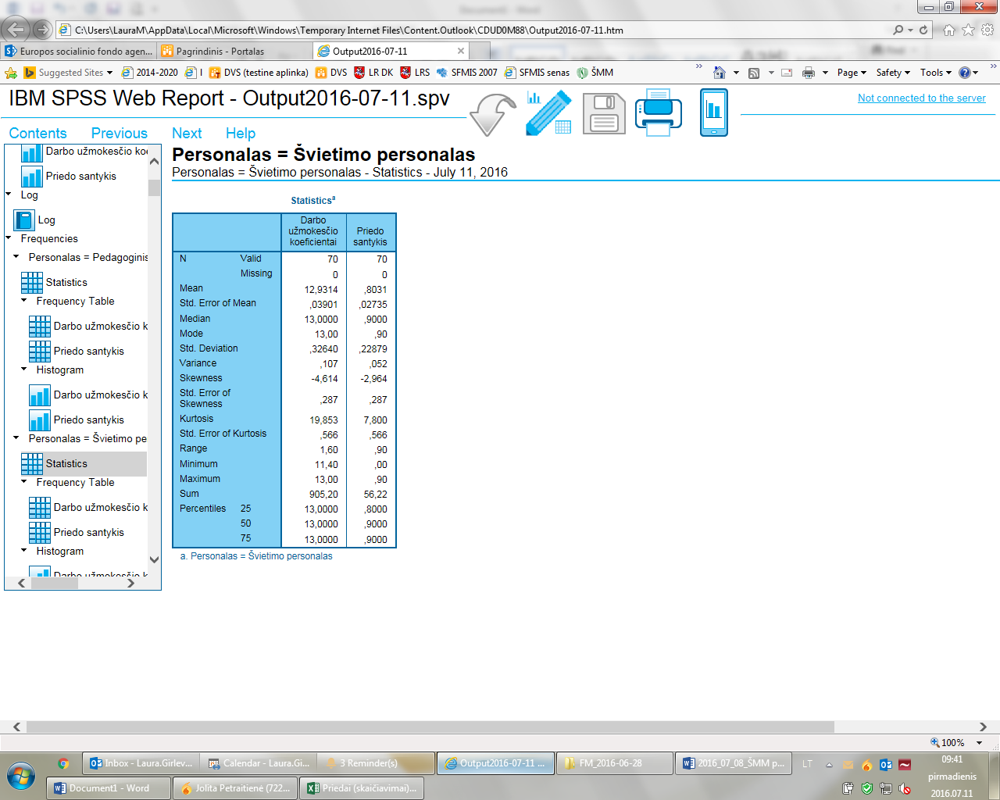 Document1 - Word
C:\Users\LauraM\AppData\Local\Microsoft\Windows\Temporary Internet Files\Content.Outlook\CDUD0M88\Output2016-07-11.htm
Europos socialinio fondo agen... Pagrindinis - Portalas Output2016-07-11
Suggested Sites 2014-2020 I DVS (testine aplinka) DVS LR DK LRS SFMIS 2007 SFMIS senas ŠMM Page Safety Tools
IBM SPSS Web Report - Output2016-07-11.spv
Not connected to the server
Contents Previous Next Help
Darbo užmokesčio koe
Priedo santykis
Log
Log
Frequencies
Personalas = Pedagoginis
Statistics
Frequency Table
Darbo užmokesčio k
Priedo santykis
Histogram
Darbo užmokesčio k
Priedo santykis
Personalas = Švietimo pe
Statistics
Frequency Table
Darbo užmokesčio k
Priedo santykis
Histogram
Darbo užmokesčio k
Personalas = Švietimo personalas
Personalas = Švietimo personalas - Statistics - July 11, 2016
Statisticsa
Darbo užmokesčio koeficientai Priedo santykis
N Valid 70 70
Missing 0 0
Mean 12,9314 ,8031
Std. Error of Mean ,03901 ,02735
Median 13,0000 ,9000
Mode 13,00 ,90
Std. Deviation ,32640 ,22879
Variance ,107 ,052
Skewness -4,614 -2,964
Std. Error of Skewness ,287 ,287
Kurtosis 19,853 7,800
Std. Error of Kurtosis ,566 ,566
Range 1,60 ,90
Minimum 11,40 ,00
Maximum 13,00 ,90
Sum 905,20 56,22
Percentiles 25 13,0000 ,8000
50 13,0000 ,9000
75 13,0000 ,9000
a. Personalas = Švietimo personalas
100%
Inbox - Laura.Girlev... Calendar - Laura.Gi... 3 Reminder(s) Output2016-07-11 ... FM_2016-06-28 2016_07_08_ŠMM p... LT 09:41
pirmadienis
Document1 - Word Jolita Petraitienė (722... Priedai (skaičiavimai)... 2016.07.11